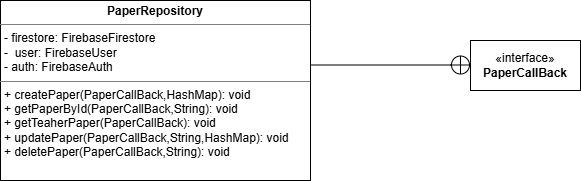 PaperRepository
- firestore: FirebaseFirestore
- user: FirebaseUser
- auth: FirebaseAuth
+ createPaper(PaperCallBack,HashMap): void
+ getPaperById(PaperCallBack,String): void
+ getTeaherPaper(PaperCallBack): void
+ updatePaper(PaperCallBack,String,HashMap): void
+ deletePaper(PaperCallBack,String): void
«interface»
PaperCallBack